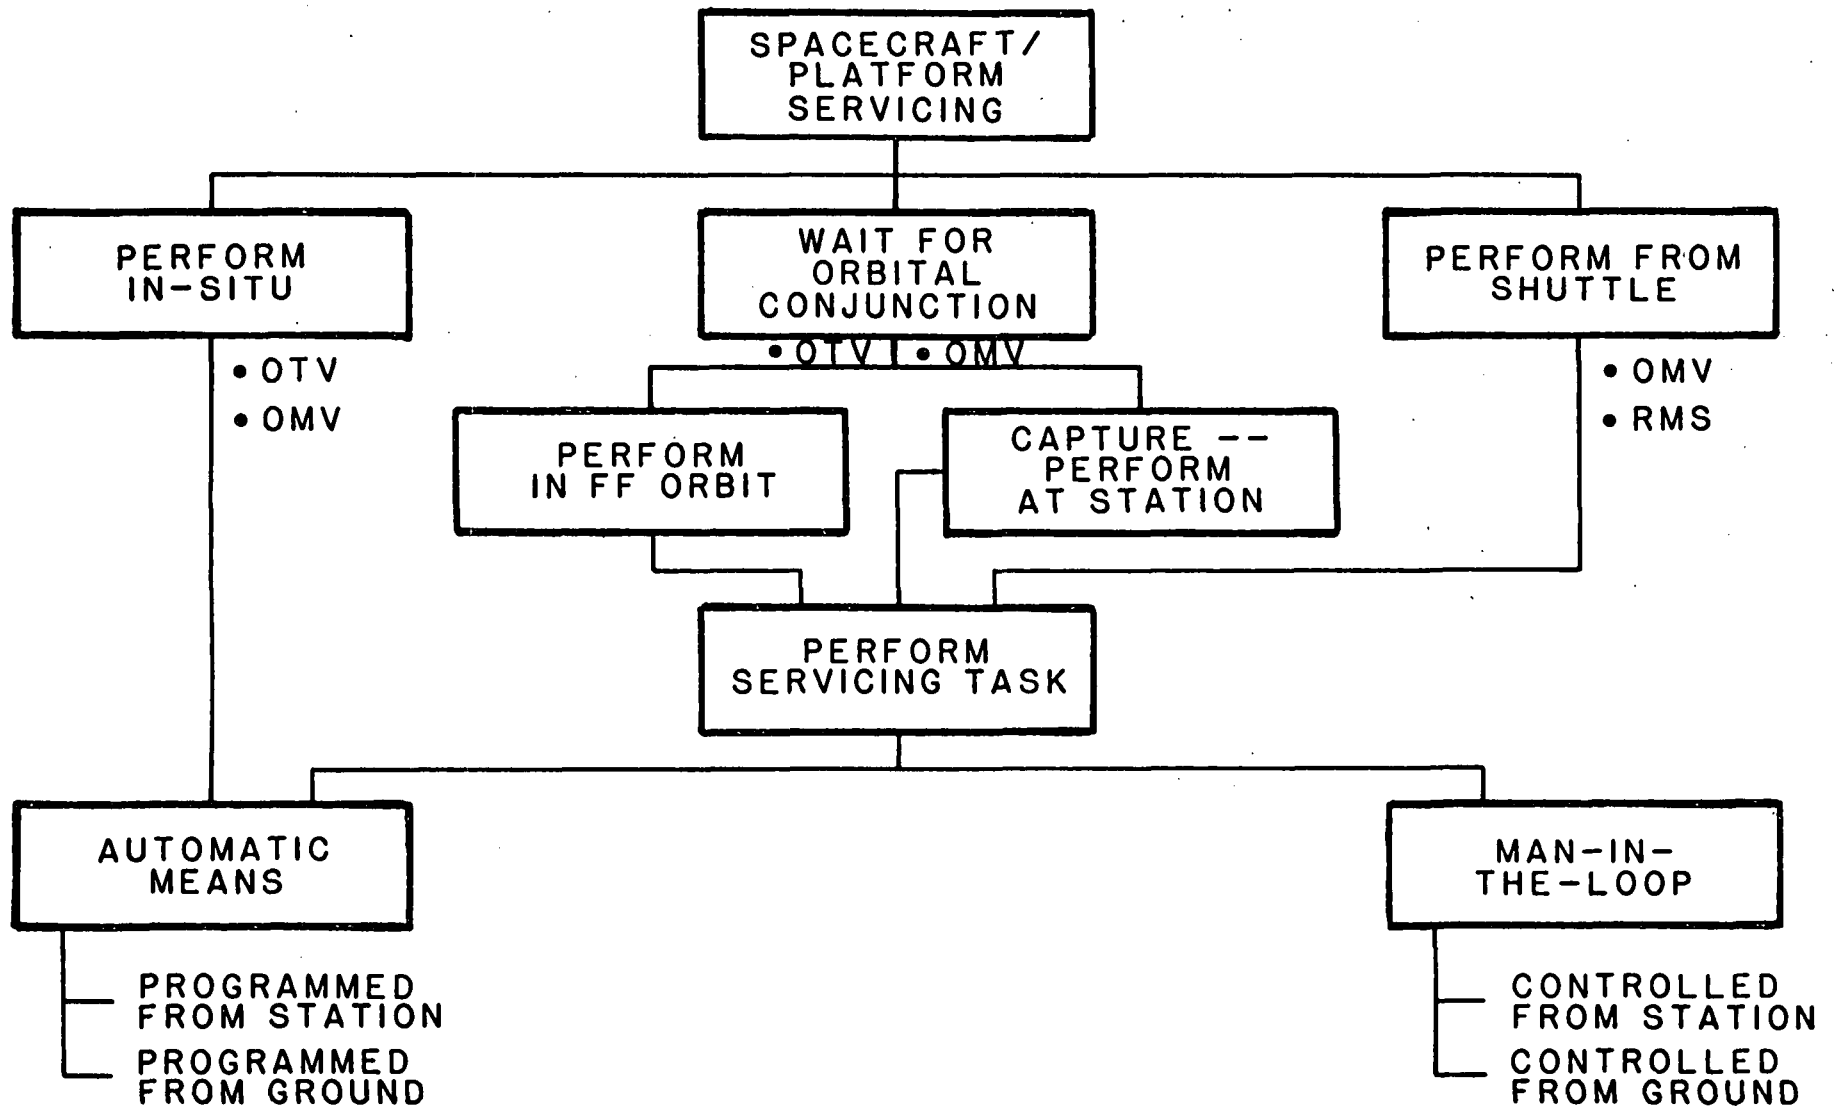 SPACECRAFT/
PLATFORM
SERVICING
PERFORM
IN-SITU
WAIT FOR
ORBITAL
CONJUNCTION
PERFORM FROM
SHUTTLE
• OTV
• OMV
• OTV • OMV
• OMV
• RMS
PERFORM
IN FF ORBIT
CAPTURE --
PERFORM
AT STATION
PERFORM
SERVICING TASK
AUTOMATIC
MEANS
MAN-IN-
THE-LOOP
PROGRAMMED
FROM STATION
PROGRAMMED
FROM GROUND
CONTROLLED
FROM STATION
CONTROLLED
FROM GROUND